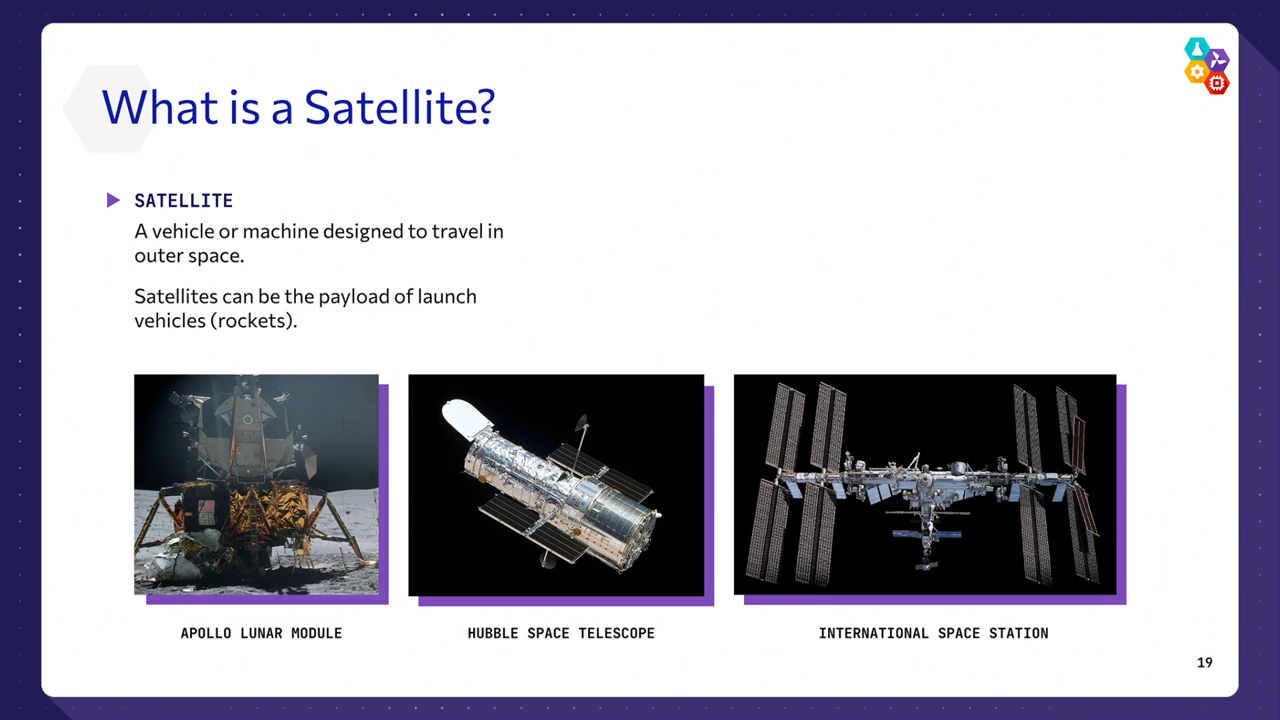 What is a Satellite?
SATELLITE
A vehicle or machine designed to travel in
outer space.
Satellites can be the payload of launch
vehicles (rockets).
APOLLO LUNAR MODULE
HUBBLE SPACE TELESCOPE
INTERNATIONAL SPACE STATION
19